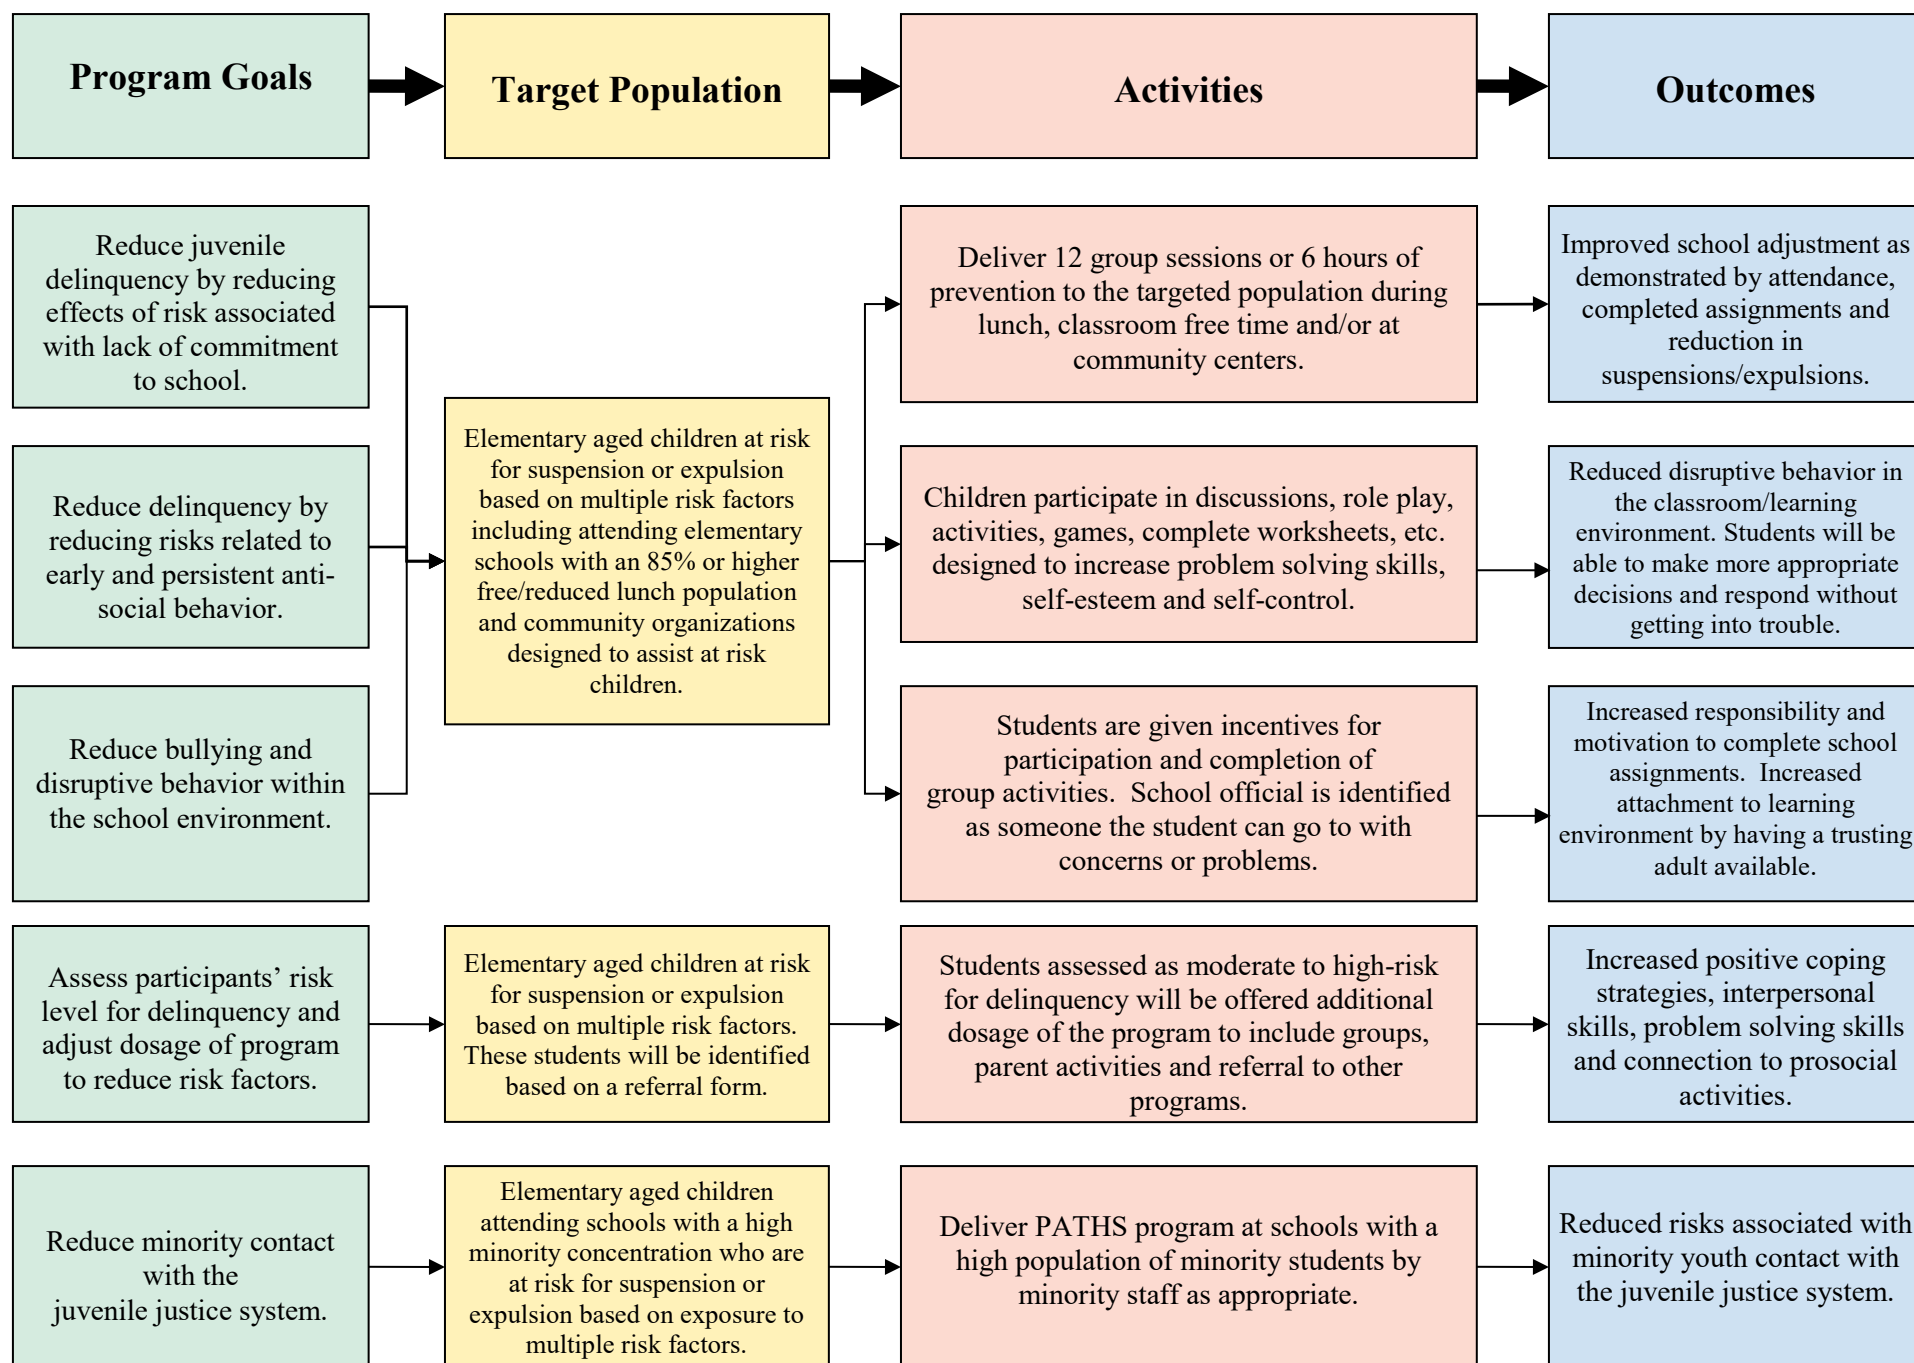 Program Goals
Target Population
Activities
Outcomes
Reduce juvenile
delinquency by reducing
effects of risk associated
with lack of commitment
to school.
Reduce delinquency by
reducing risks related to
early and persistent anti-
social behavior.
Reduce bullying and
disruptive behavior within
the school environment.
Elementary aged children at risk
for suspension or expulsion
based on multiple risk factors
including attending elementary
schools with an 85% or higher
free/reduced lunch population
and community organizations
designed to assist at risk
children.
Deliver 12 group sessions or 6 hours of
prevention to the targeted population during
lunch, classroom free time and/or at
community centers.
Improved school adjustment as
demonstrated by attendance,
completed assignments and
reduction in
suspensions/expulsions.
Children participate in discussions, role play,
activities, games, complete worksheets, etc.
designed to increase problem solving skills,
self-esteem and self-control.
Reduced disruptive behavior in
the classroom/learning
environment. Students will be
able to make more appropriate
decisions and respond without
getting into trouble.
Students are given incentives for
participation and completion of
group activities.  School official is identified
as someone the student can go to with
concerns or problems.
Increased responsibility and
motivation to complete school
assignments.  Increased
attachment to learning
environment by having a trusting
adult available.
Assess participants’ risk
level for delinquency and
adjust dosage of program
to reduce risk factors.
Elementary aged children at risk
for suspension or expulsion
based on multiple risk factors.
These students will be identified
based on a referral form.
Students assessed as moderate to high-risk
for delinquency will be offered additional
dosage of the program to include groups,
parent activities and referral to other
programs.
Increased positive coping
strategies, interpersonal
skills, problem solving skills
and connection to prosocial
activities.
Reduce minority contact
with the
juvenile justice system.
Elementary aged children
attending schools with a high
minority concentration who are
at risk for suspension or
expulsion based on exposure to
multiple risk factors.
Deliver PATHS program at schools with a
high population of minority students by
minority staff as appropriate.
Reduced risks associated with
minority youth contact with
the juvenile justice system.